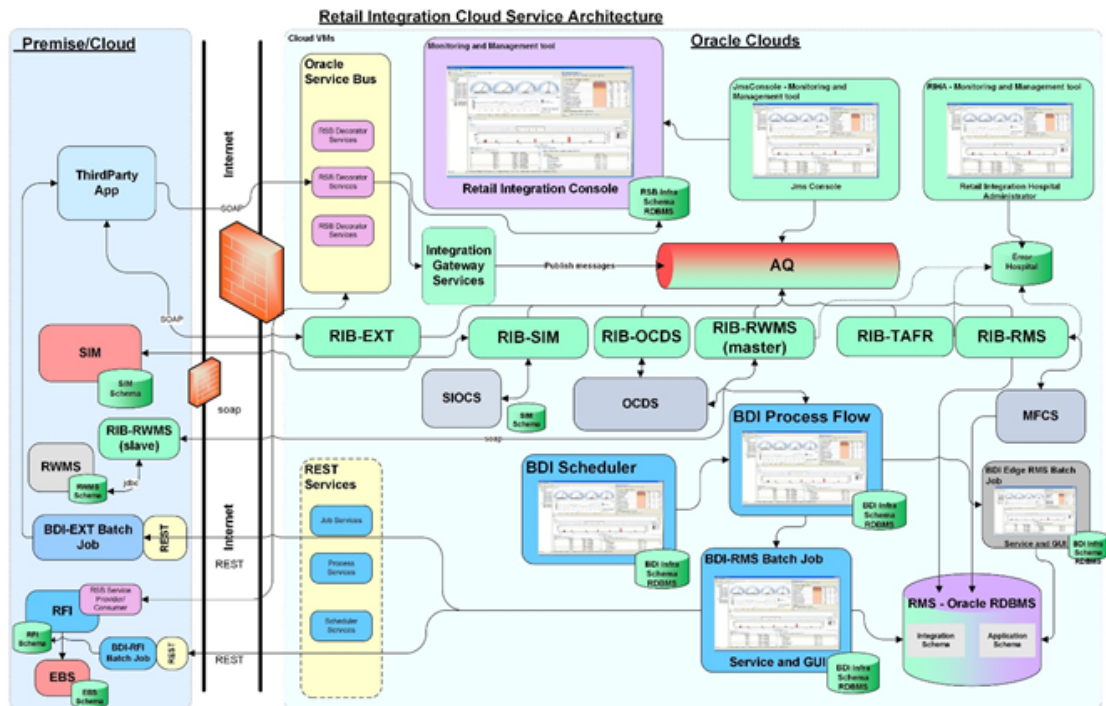 Retail Integration Cloud Service Architecture
Premise/Cloud
Internet
Cloud VMs
Oracle Clouds
Oracle
Service Bus
RSB Decorator
Services
RSB Decorator
Services
RSB Decorator
Services
Monitoring and Management tool
Retail Integration Console
RSB Infra
Schema
RDBMS
JmsConsole - Monitoring and
Management tool
Jms Console
RIHA - Monitoring and Management tool
Retail Integration Hospital
Administrator
ThirdParty
App
SOAP
Integration
Gateway
Services
Publish messages
AQ
Error
Hospital
SOAP
RIB-EXT
RIB-SIM
RIB-OCDS
RIB-RWMS
(master)
RIB-TAFR
RIB-RMS
SIM
SIM
Schema
soap
SIOCS
SIM
Schema
OCDS
MFCS
RIB-RWMS
(slave)
soap
RWMS
RWMS
Schema
jdbc
BDI Process Flow
BDI Infra
Schema
RDBMS
BDI Scheduler
BDI Infra
Schema
RDBMS
BDI Edge RMS Batch
Job
Service and GUI
BDI Infra
Schema
RDBMS
REST
Services
Job Services
Process
Services
Scheduler
Services
BDI-EXT Batch
Job
REST
Internet
REST
BDI-RMS Batch Job
Service and GUI
BDI Infra
Schema
RDBMS
RMS - Oracle RDBMS
Integration
Schema
Application
Schema
RSB Service
Provider/
Consumer
RFI
RFI
Schema
BDI-RFI
Batch Job
REST
REST
EBS
EBS
Schema